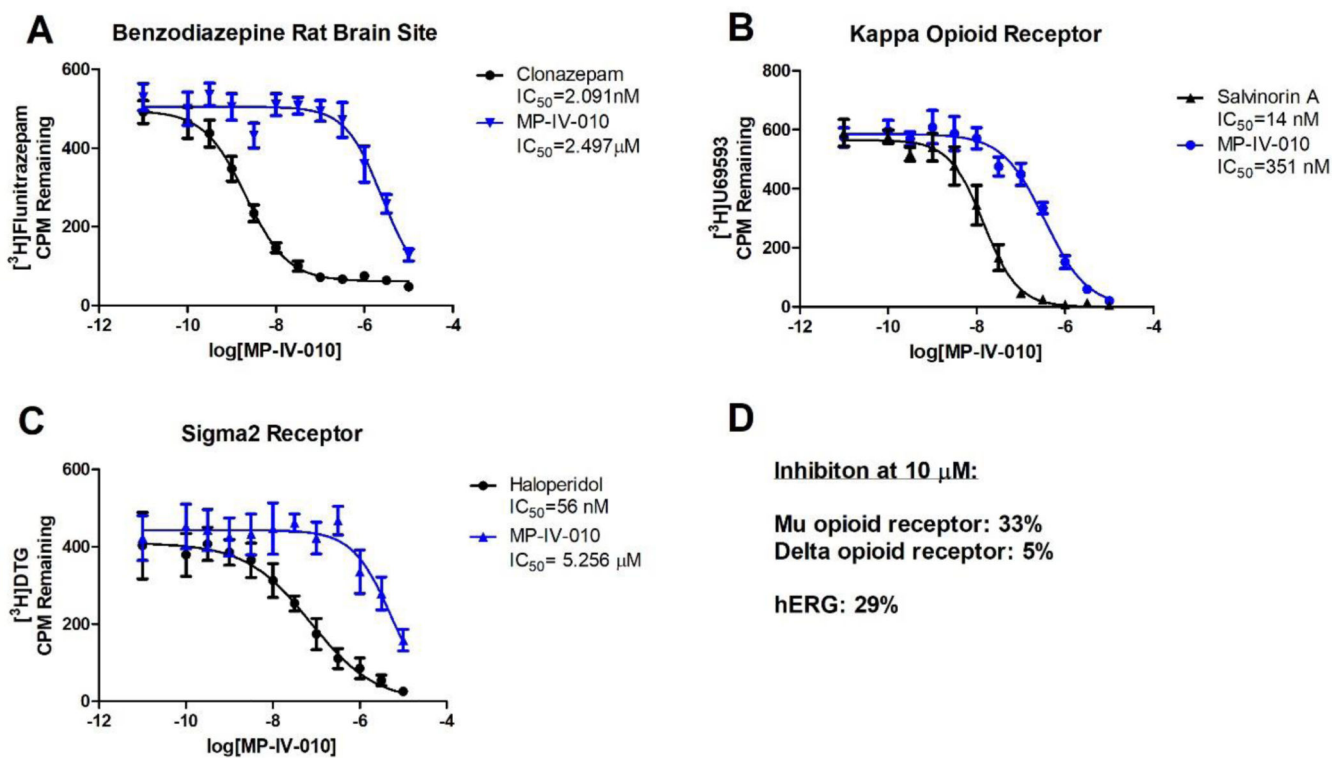 A
Benzodiazepine Rat Brain Site
[³H]Flunitrazepam
CPM Remaining
600
400
200
0
-12
-10
-8
-6
-4
log[MP-IV-010]
Clonazepam
IC₅₀=2.091nM
MP-IV-010
IC₅₀=2.497μM
B
Kappa Opioid Receptor
[³H]U69593
CPM Remaining
800
600
400
200
0
-12
-10
-8
-6
-4
log[MP-IV-010]
Salvinorin A
IC₅₀=14 nM
MP-IV-010
IC₅₀=351 nM
C
Sigma2 Receptor
[³H]DTG
CPM Remaining
600
400
200
0
-12
-10
-8
-6
-4
log[MP-IV-010]
Haloperidol
IC₅₀=56 nM
MP-IV-010
IC₅₀= 5.256 μM
D
Inhibiton at 10 μM:
Mu opioid receptor: 33%
Delta opioid receptor: 5%
hERG: 29%